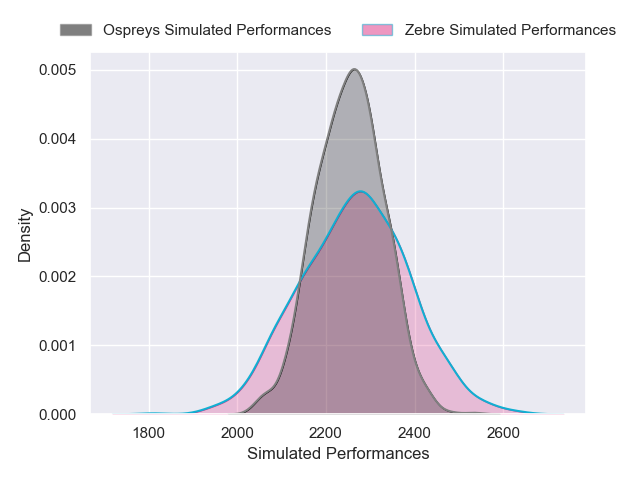 Ospreys Simulated Performances Zebre Simulated Performances
0.005
0.004
0.003
0.002
0.001
0.000
Density
1800 2000 2200 2400 2600
Simulated Performances